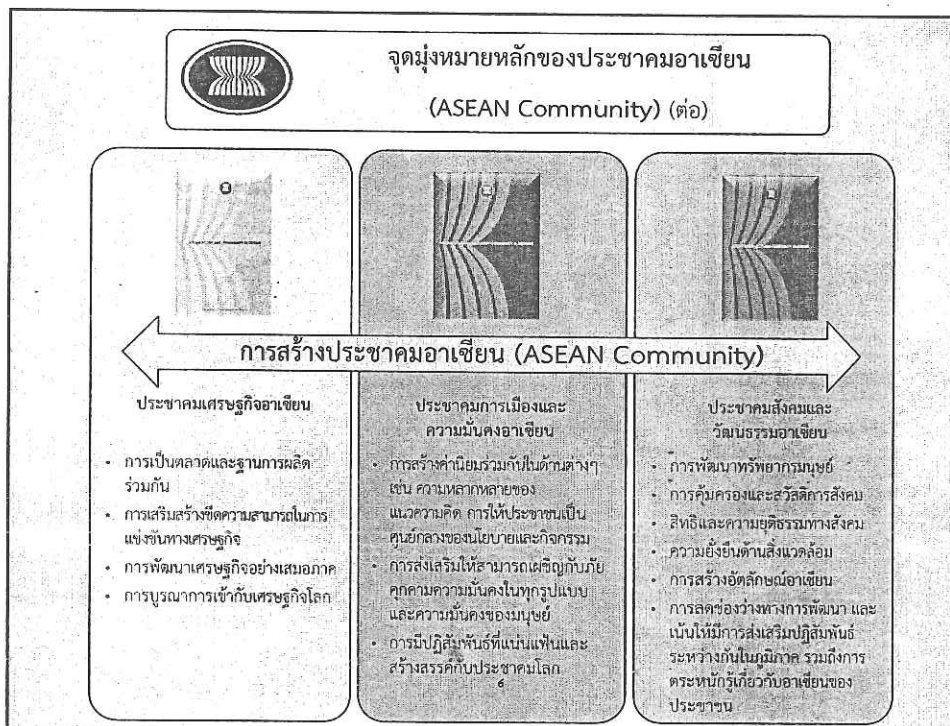 จุดมุ่งหมายหลักของประชาคมอาเซียน
(ASEAN Community) (ต่อ)
การสร้างประชาคมอาเซียน (ASEAN Community)
ประชาคมเศรษฐกิจอาเซียน
• การเป็นตลาดและฐานการผลิต
ร่วมกัน
• การเสริมสร้างขีดความสามารถในการ
แข่งขันทางเศรษฐกิจ
• การพัฒนาเศรษฐกิจอย่างเสมอภาค
• การบูรณาการเข้ากับเศรษฐกิจโลก
ประชาคมการเมืองและ
ความมั่นคงอาเซียน
• การสร้างค่านิยมร่วมกันในด้านต่างๆ
เช่น ความหลากหลายของ
แนวความคิด การให้ประชาชนเป็น
ศูนย์กลางของนโยบายและกิจกรรม
• การส่งเสริมให้สามารถเผชิญกับภัย
คุกคามความมั่นคงในทุกรูปแบบ
และความมั่นคงของมนุษย์
• การมีปฏิสัมพันธ์ที่แน่นแฟ้นและ
สร้างสรรค์กับประชาคมโลก
6
ประชาคมสังคมและ
วัฒนธรรมอาเซียน
• การพัฒนาทรัพยากรมนุษย์
• การคุ้มครองและสวัสดิการสังคม
• สิทธิและความยุติธรรมทางสังคม
• ความยั่งยืนด้านสิ่งแวดล้อม
• การสร้างอัตลักษณ์อาเซียน
• การลดช่องว่างทางการพัฒนา และ
เน้นให้มีการส่งเสริมปฏิสัมพันธ์
ระหว่างกันในภูมิภาค รวมถึงการ
ตระหนักรู้เกี่ยวกับอาเซียนของ
ประชาชน